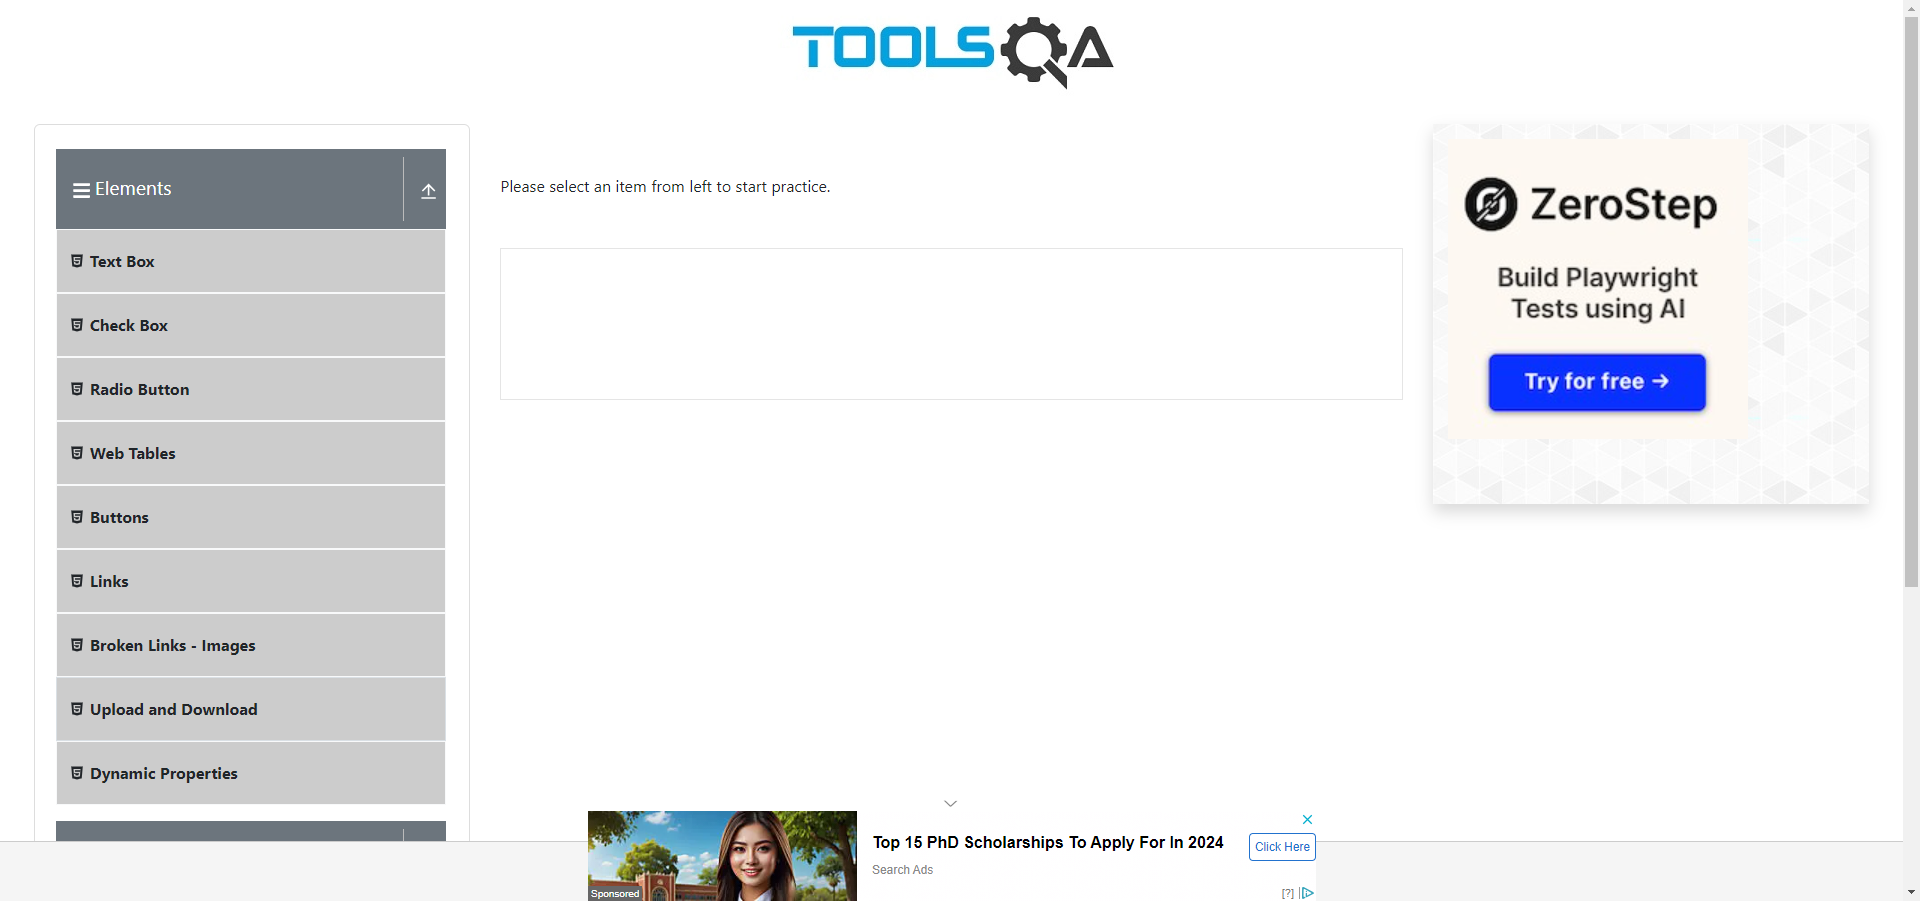 TOOLSQA
Elements
Text Box
Check Box
Radio Button
Web Tables
Buttons
Links
Broken Links - Images
Upload and Download
Dynamic Properties
Please select an item from left to start practice.
ZeroStep
Build Playwright
Tests using AI
Try for free →
Top 15 PhD Scholarships To Apply For In 2024
Search Ads
Click Here
Sponsored
[?]